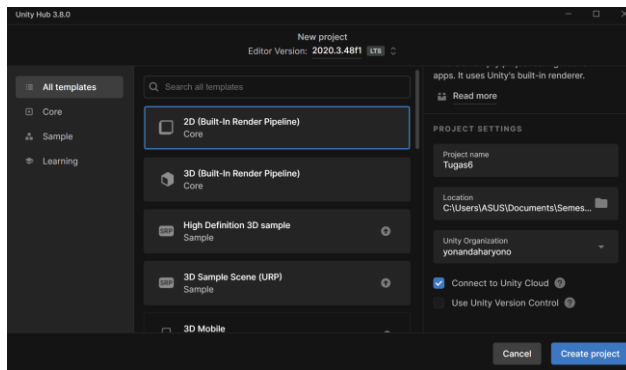 Unity Hub 3.8.0
New project
Editor Version: 2020.3.48f1 LTS
All templates
Core
Sample
Learning
Search all templates
2D (Built-In Render Pipeline)
Core
3D (Built-In Render Pipeline)
Core
SRP
High Definition 3D sample
Sample
SRP
3D Sample Scene (URP)
Sample
3D Mobile
apps. It uses Unity's built-in renderer.
Read more
PROJECT SETTINGS
Project name
Tugas6
Location
C:\Users\ASUS\Documents\Semes...
Unity Organization
yonandaharyono
Connect to Unity Cloud
Use Unity Version Control
Cancel
Create project